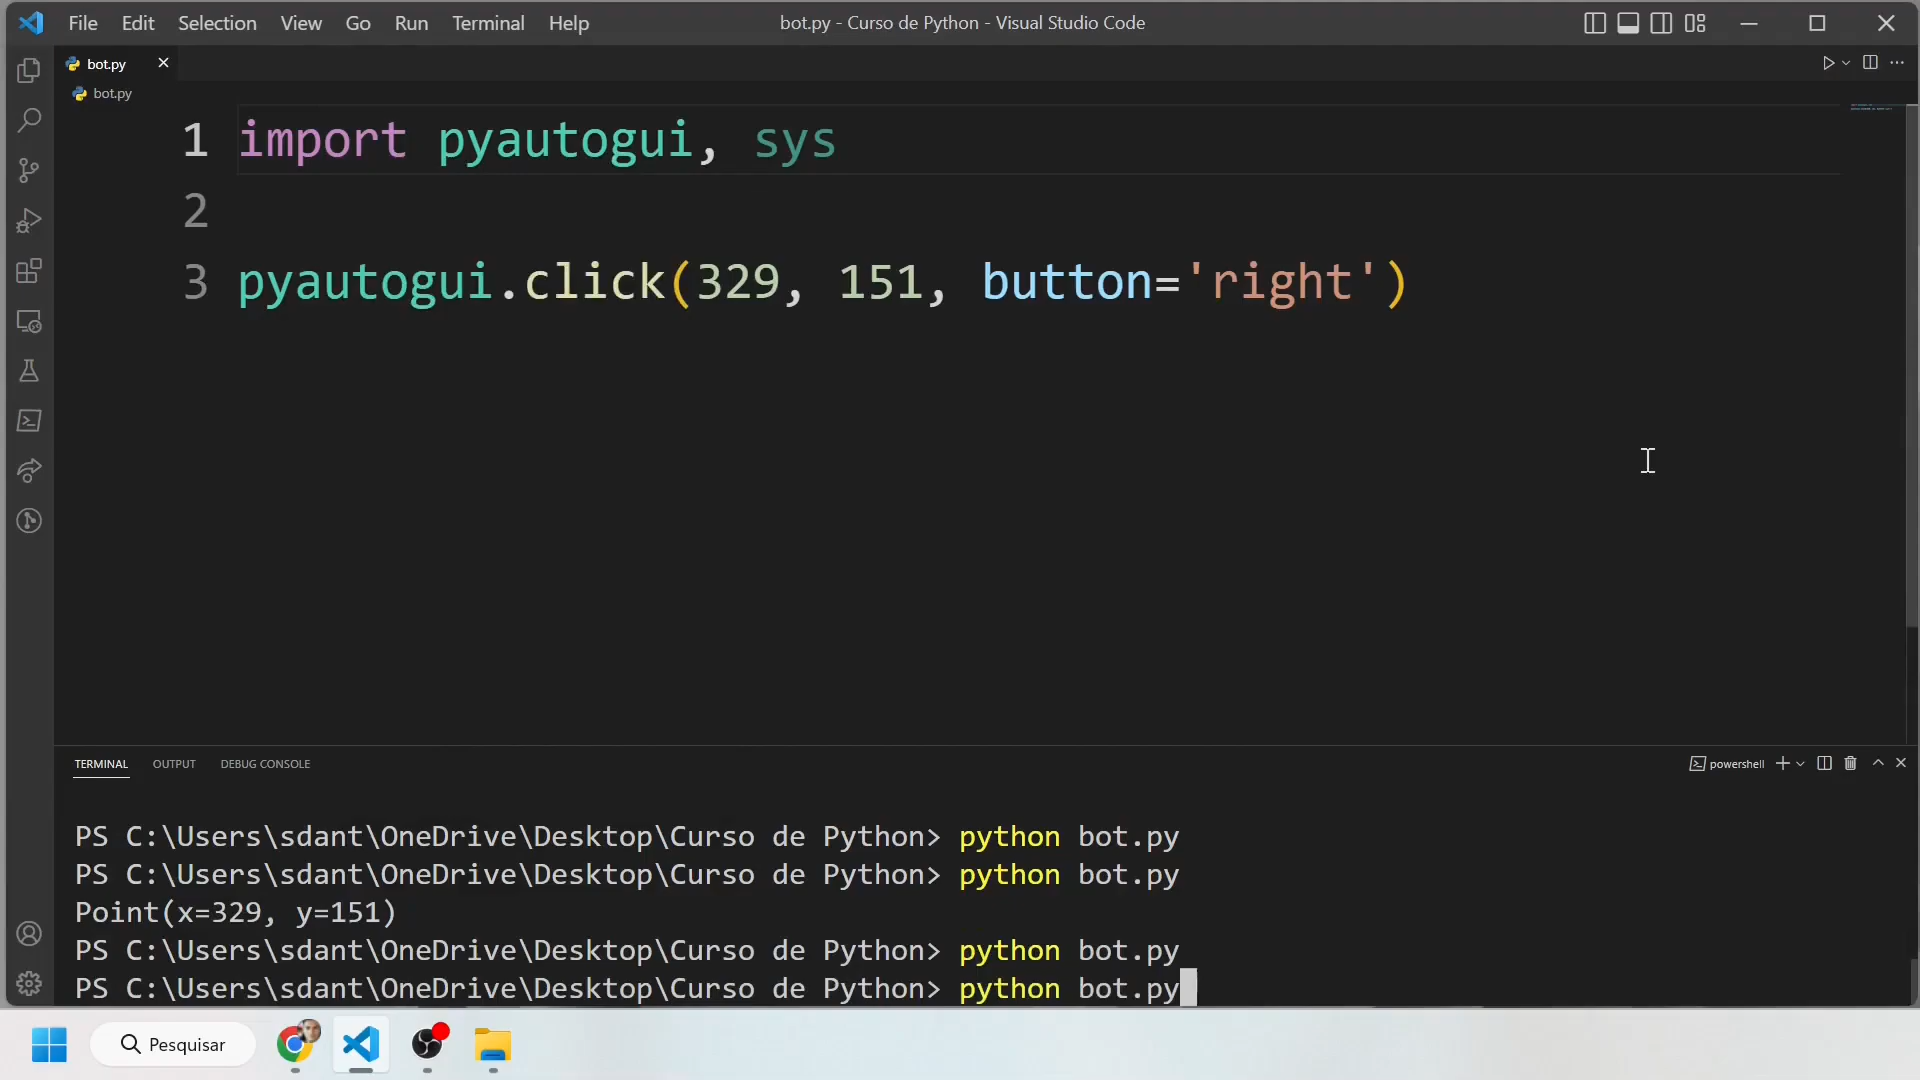 File Edit Selection View Go Run Terminal Help bot.py - Curso de Python - Visual Studio Code
bot.py
bot.py
1 import pyautogui, sys
2
3 pyautogui.click(329, 151, button='right')
TERMINAL OUTPUT DEBUG CONSOLE powershell
PS C:\Users\sdant\OneDrive\Desktop\Curso de Python> python bot.py
PS C:\Users\sdant\OneDrive\Desktop\Curso de Python> python bot.py
Point(x=329, y=151)
PS C:\Users\sdant\OneDrive\Desktop\Curso de Python> python bot.py
PS C:\Users\sdant\OneDrive\Desktop\Curso de Python> python bot.py
Pesquisar